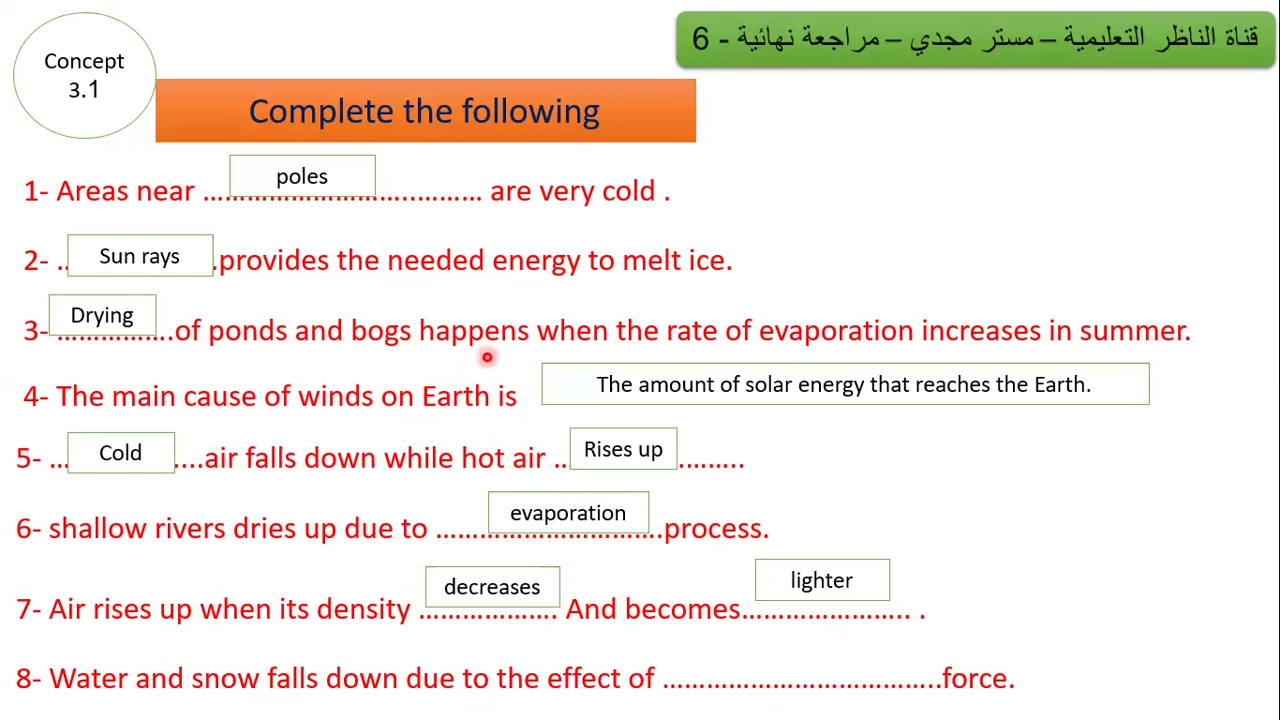 Concept
3.1
قناة الناظر التعليمية – مستر مجدي – مراجعة نهائية - 6
Complete the following
1- Areas near ……poles…… are very cold .
2- ..Sun rays.provides the needed energy to melt ice.
3- Drying…………….of ponds and bogs happens when the rate of evaporation increases in summer.
4- The main cause of winds on Earth is The amount of solar energy that reaches the Earth.
5- …Cold….air falls down while hot air ..Rises up………..
6- shallow rivers dries up due to ……evaporation…….process.
7- Air rises up when its density decreases………………. And becomes lighter………………….. .
8- Water and snow falls down due to the effect of ………………………………..force.